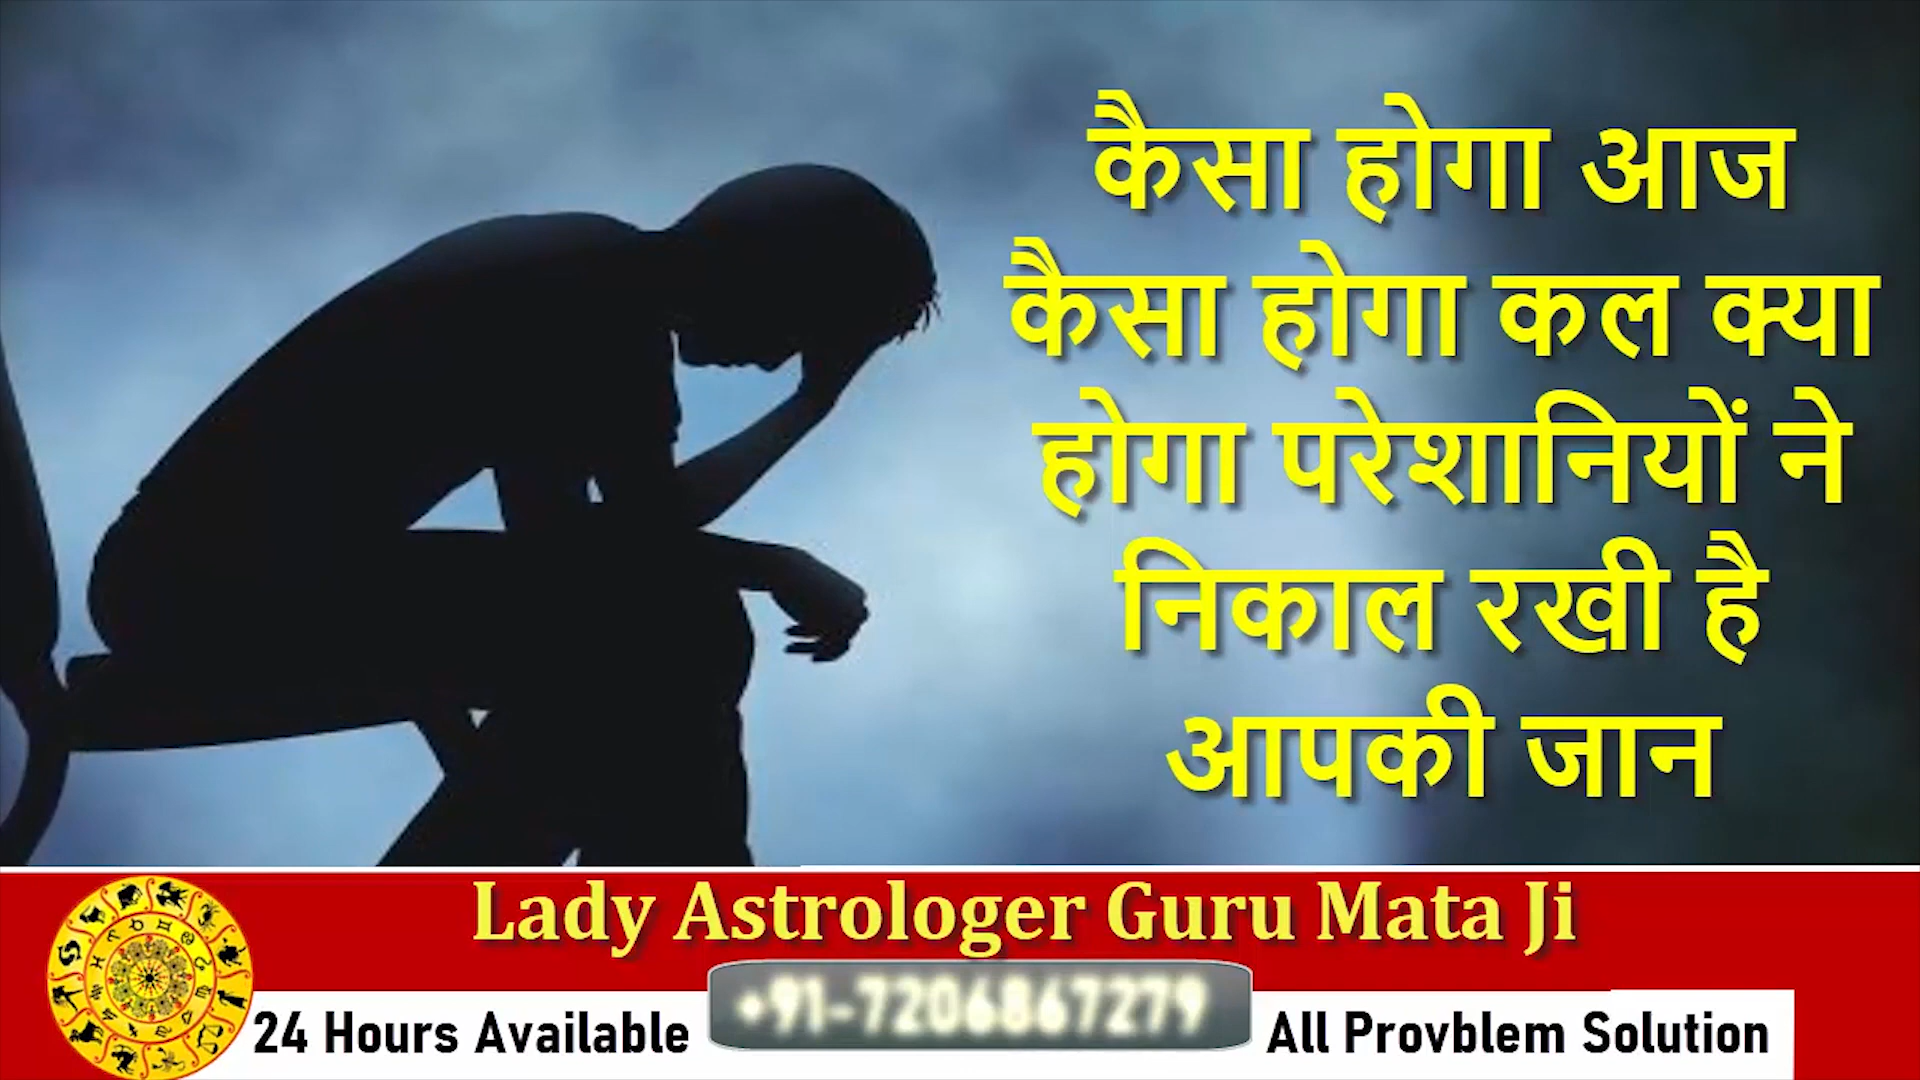 कैसा होगा आज
कैसा होगा कल क्या
होगा परेशानियों ने
निकाल रखी है
आपकी जान
Lady Astrologer Guru Mata Ji
+91-7206867279
24 Hours Available
All Provblem Solution